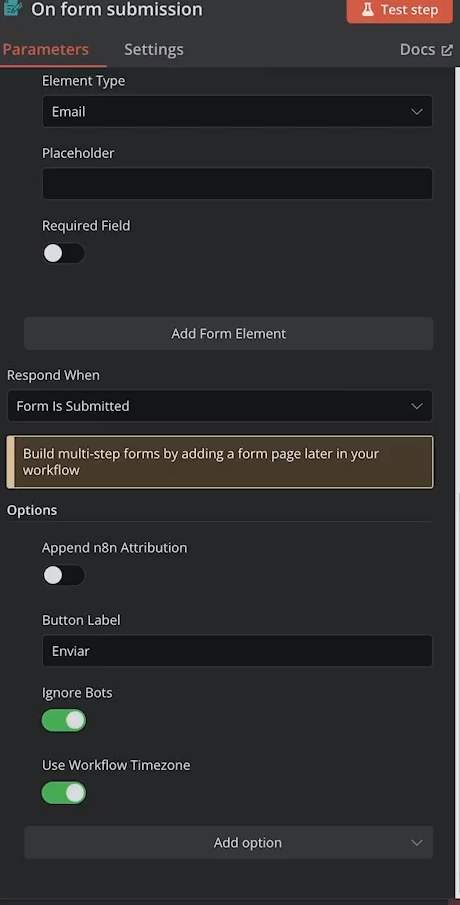 On form submission
Test step
Parameters
Settings
Docs
Element Type
Email
Placeholder
Required Field
Add Form Element
Respond When
Form Is Submitted
Build multi-step forms by adding a form page later in your
workflow
Options
Append n8n Attribution
Button Label
Enviar
Ignore Bots
Use Workflow Timezone
Add option